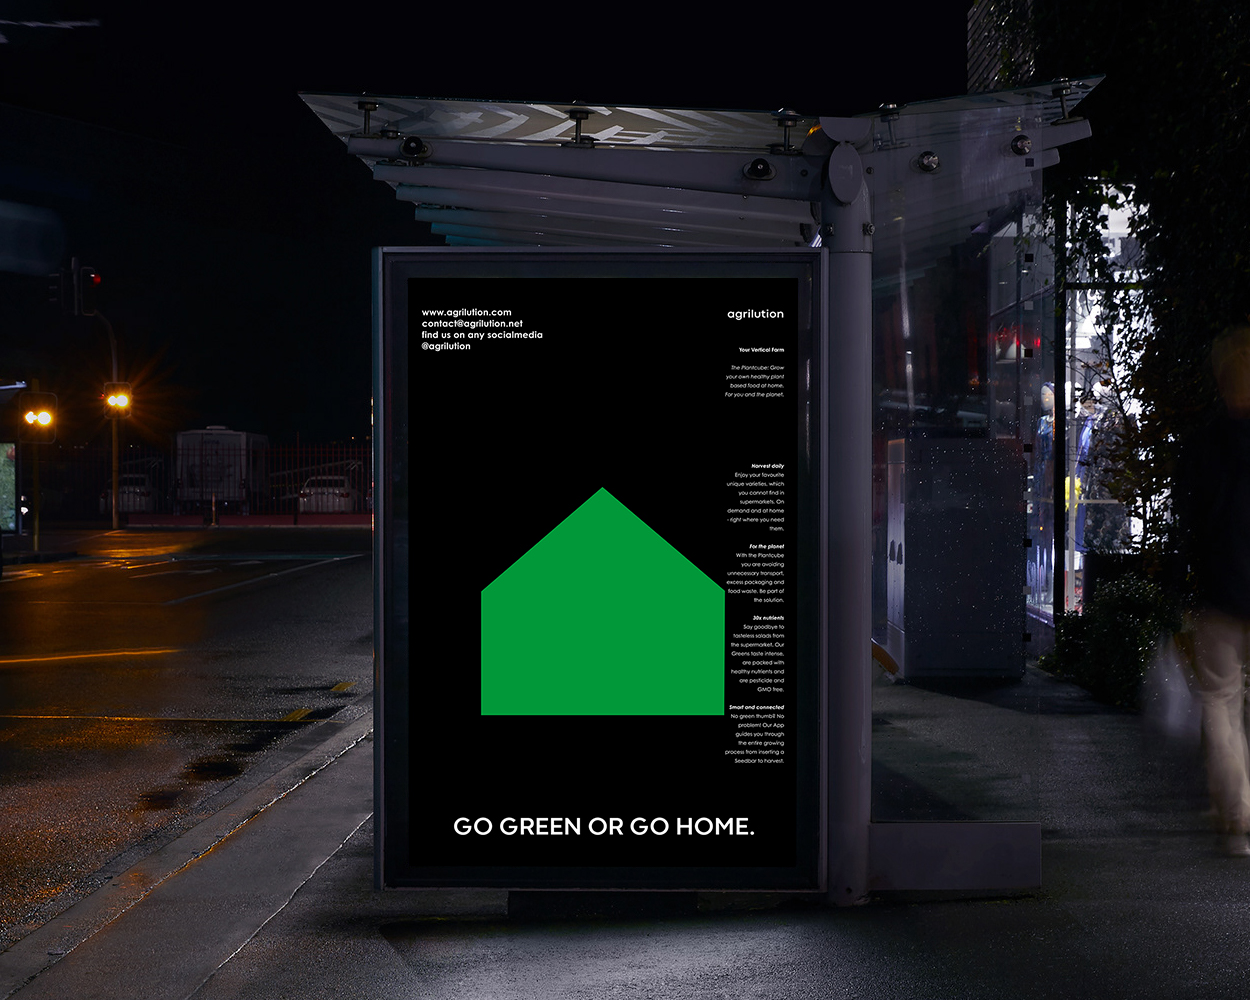 www.agrilution.com
contact@agrilution.net
find us on any socialmedia
@agrilution
agrilution
Your Vertical Farm
The Plantcube: Grow
your own healthy plant
based food at home.
For you and the planet.
Harvest daily
Enjoy your favourite
unique varieties, which
you cannot find in
supermarkets. On
demand and at home
- right where you need
them.
For the planet
With the Plantcube
you are avoiding
unnecessary transport,
excess packaging and
food waste. Be part of
the solution.
30x nutrients
Say goodbye to
tasteless salads from
the supermarket. Our
Greens taste intense,
are packed with
healthy nutrients and
are pesticide and
GMO free.
Smart and connected
No green thumb? No
problem! Our App
guides you through
the entire growing
process from inserting a
Seedbar to harvest.
GO GREEN OR GO HOME.